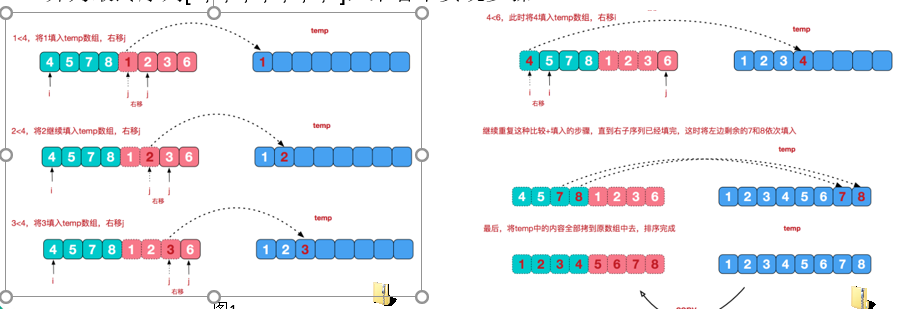 1<4，将1填入temp数组，右移j
temp
4 5 7 8 1 2 3 6
1
i
j
j
右移
2<4，将2继续填入temp数组，右移j
temp
4 5 7 8 1 2 3 6
1 2
i
j
j
右移
3<4，将3填入temp数组，右移j
temp
4 5 7 8 1 2 3 6
1 2 3
i
j
j
右移
4<6，此时将4填入temp数组，右移i
temp
4 5 7 8 1 2 3 6
1 2 3 4
i
i
j
右移
继续重复这种比较+填入的步骤，直到右子序列已经填完，这时将左边剩余的7和8依次填入
temp
4 5 7 8 1 2 3 6
1 2 3 4 5 6 7 8
最后，将temp中的内容全部拷到原数组中去，排序完成
temp
1 2 3 4 5 6 7 8
1 2 3 4 5 6 7 8